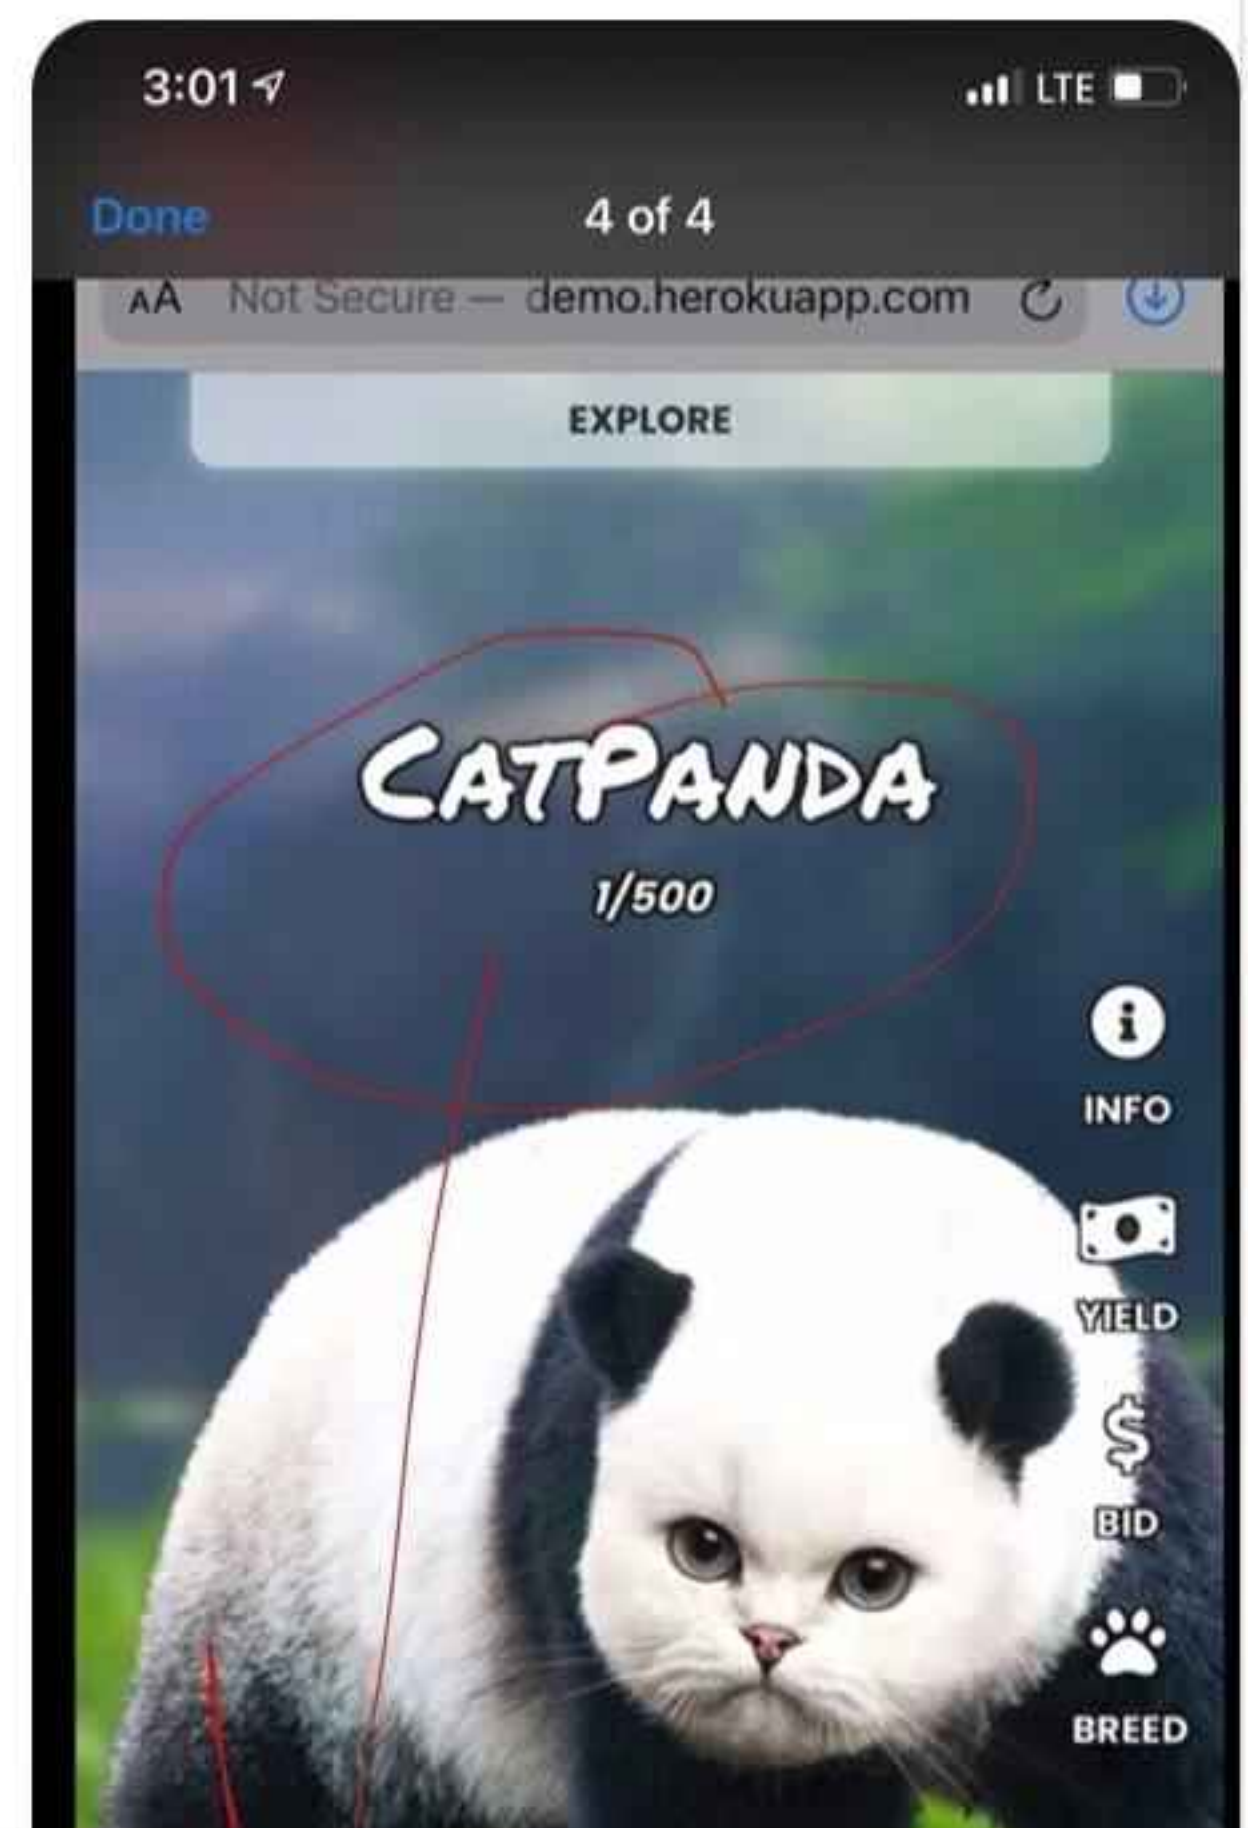 3:01 LTE
Done 4 of 4
AA Not Secure — demo.herokuapp.com
EXPLORE
CATPANDA
1/500
INFO
YIELD
$
BID
BREED